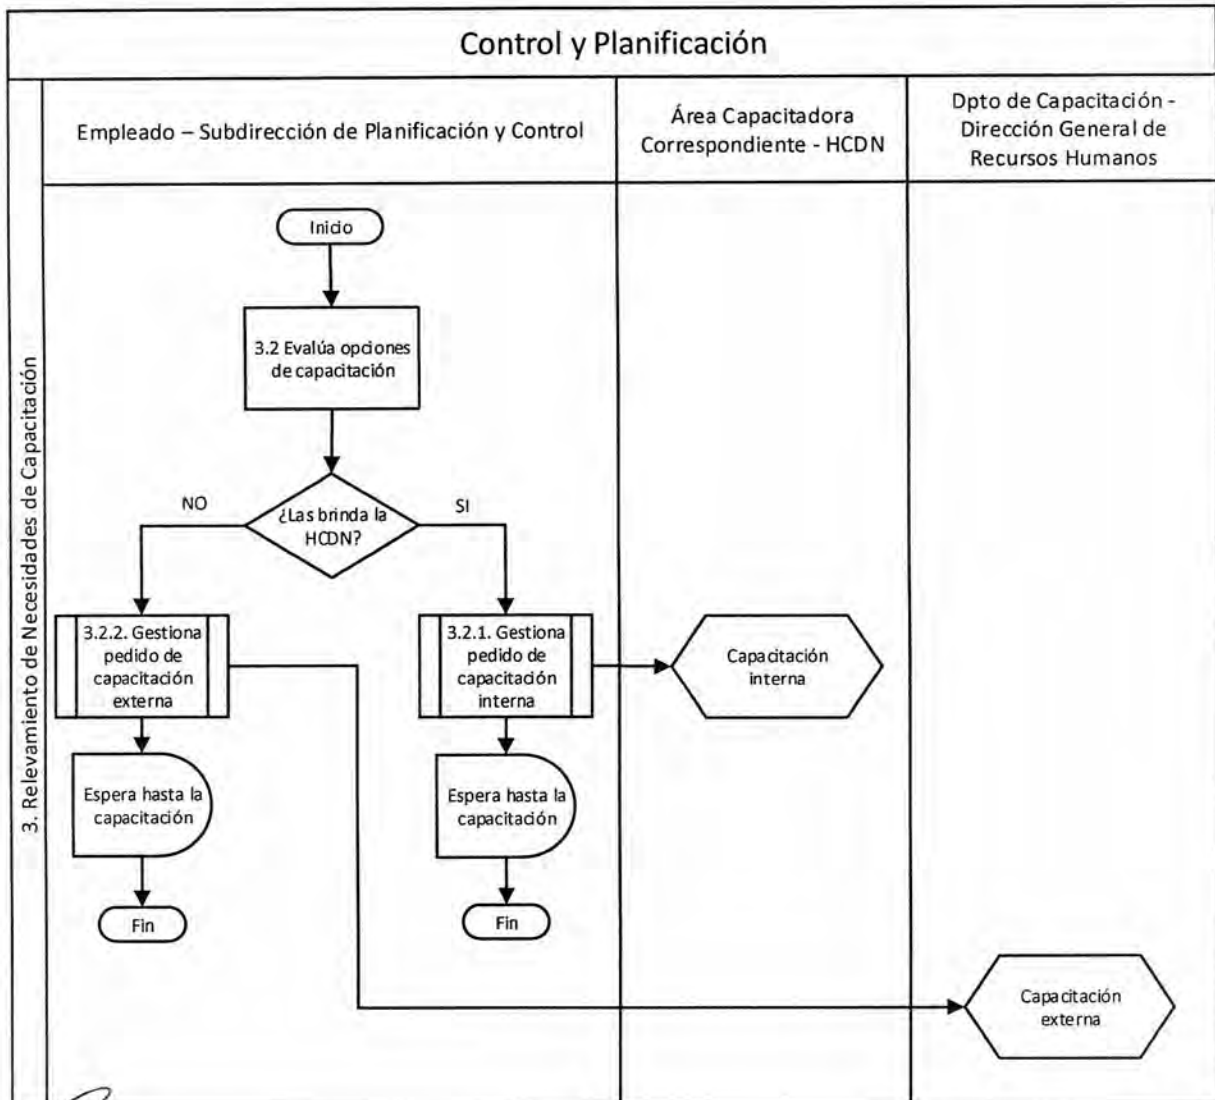 Control y Planificación
Empleado – Subdirección de Planificación y Control
Área Capacitadora
Correspondiente - HCDN
Dpto de Capacitación -
Dirección General de
Recursos Humanos
3. Relevamiento de Necesidades de Capacitación
Inicio
3.2 Evalúa opciones
de capacitación
¿Las brinda la
HCDN?
NO
SI
3.2.2. Gestiona
pedido de
capacitación
externa
3.2.1. Gestiona
pedido de
capacitación
interna
Capacitación
interna
Espera hasta la
capacitación
Espera hasta la
capacitación
Fin
Fin
Capacitación
externa